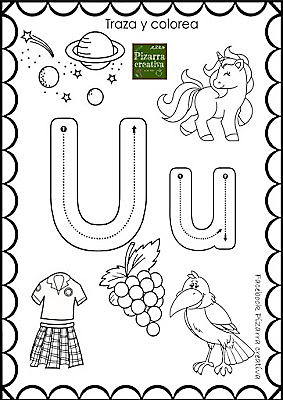 Traza y colorea
Pizarra
creativa
U u
Facebook Pizarra creativa